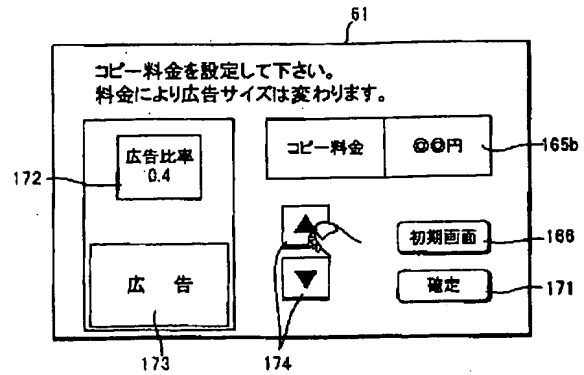 61
コピー料金を設定して下さい。
料金により広告サイズは変わります。
広告比率
0.4
コピー料金
◎◎円
165b
172
初期画面
166
広 告
確定
171
173
174